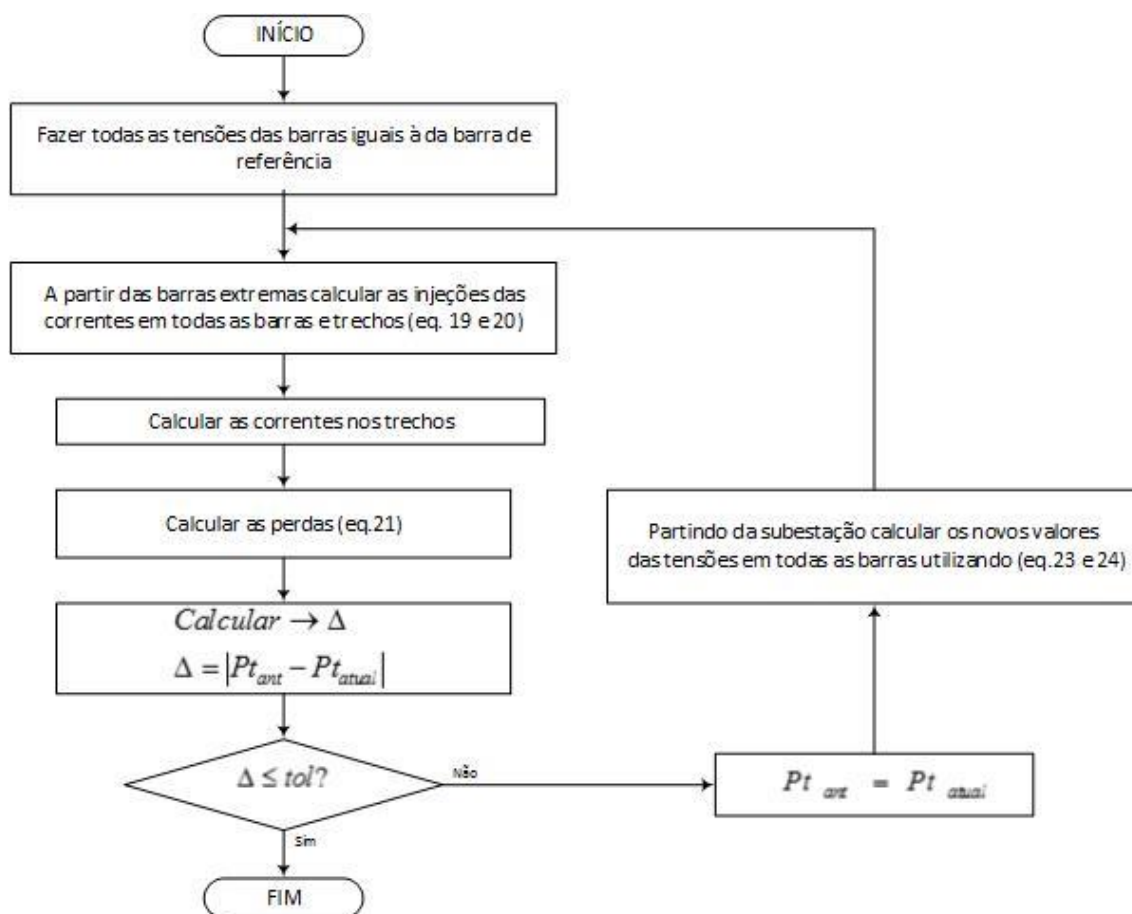 INÍCIO
Fazer todas as tensões das barras iguais à da barra de
referência
A partir das barras extremas calcular as injeções das
correntes em todas as barras e trechos (eq. 19 e 20)
Calcular as correntes nos trechos
Calcular as perdas (eq.21)
Calcular → Δ
Δ = |Pt_ant − Pt_atual|
Δ ≤ tol?
Não
Sim
FIM
Pt_ant = Pt_atual
Partindo da subestação calcular os novos valores
das tensões em todas as barras utilizando (eq.23 e 24)